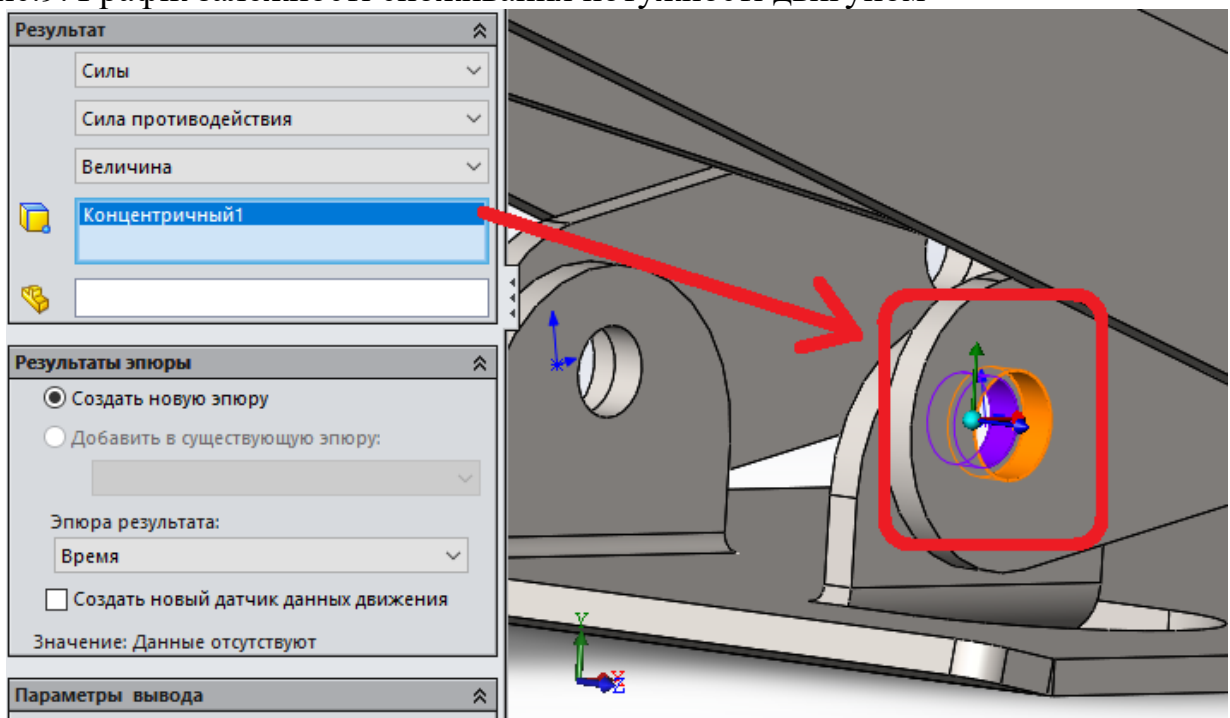 Результат
Силы
Сила противодействия
Величина
Концентричный1
Результаты эпюры
Создать новую эпюру
Добавить в существующую эпюру:
Эпюра результата:
Время
Создать новый датчик данных движения
Значение: Данные отсутствуют
Параметры вывода
Y
X
Z